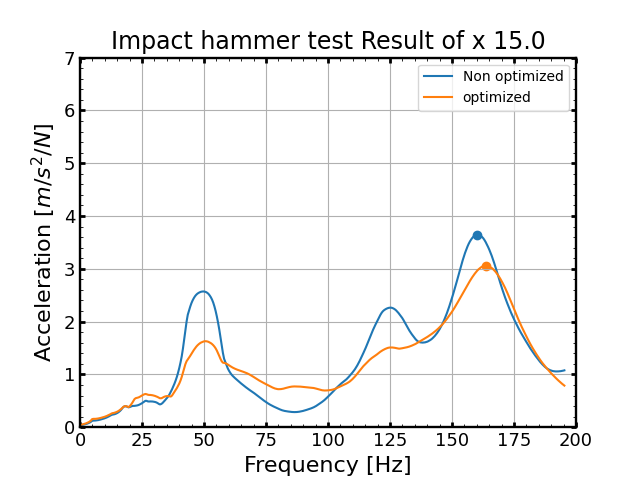 Impact hammer test Result of x 15.0
Non optimized
optimized
Acceleration [m/s²/N]
7
6
5
4
3
2
1
0
0 25 50 75 100 125 150 175 200
Frequency [Hz]